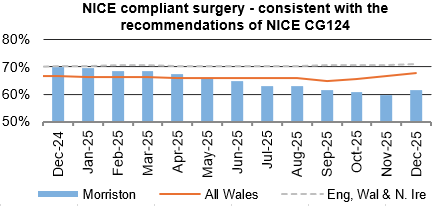 NICE compliant surgery - consistent with the
recommendations of NICE CG124
80%
70%
60%
50%
Dec-24
Jan-25
Feb-25
Mar-25
Apr-25
May-25
Jun-25
Jul-25
Aug-25
Sep-25
Oct-25
Nov-25
Dec-25
Morriston
All Wales
Eng, Wal & N. Ire